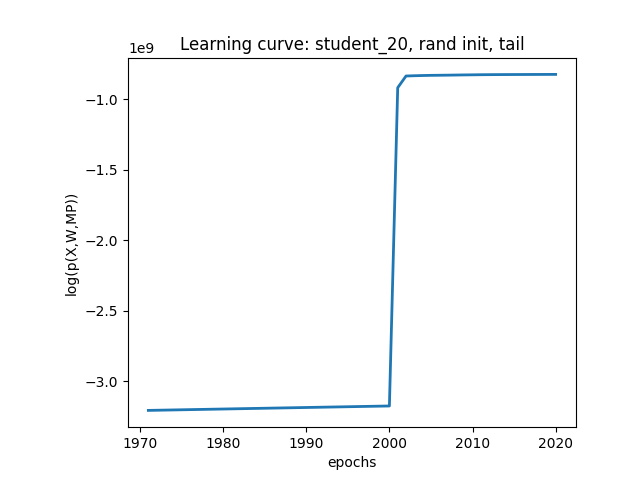 Learning curve: student_20, rand init, tail
1e9
−1.0
−1.5
−2.0
−2.5
−3.0
log(p(X,W,MP))
1970 1980 1990 2000 2010 2020
epochs